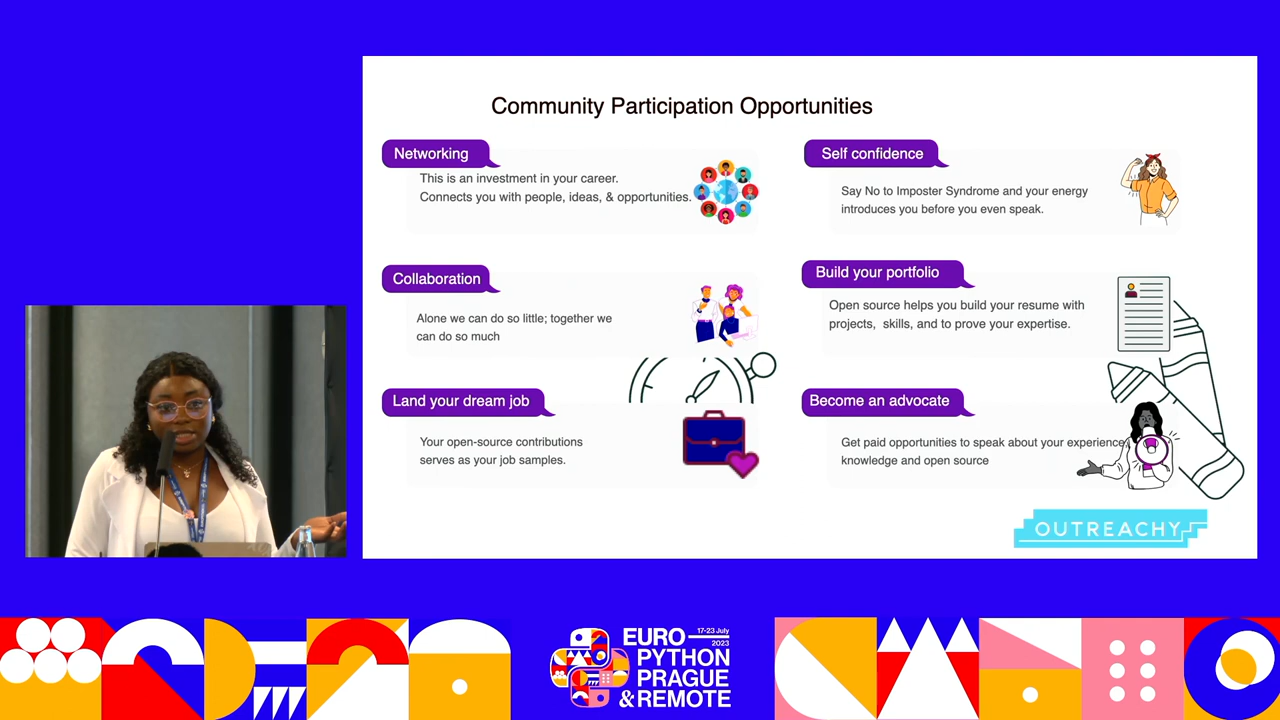 Community Participation Opportunities
Networking
This is an investment in your career.
Connects you with people, ideas, & opportunities.
Self confidence
Say No to Imposter Syndrome and your energy
introduces you before you even speak.
Collaboration
Alone we can do so little; together we
can do so much
Build your portfolio
Open source helps you build your resume with
projects, skills, and to prove your expertise.
Land your dream job
Your open-source contributions
serves as your job samples.
Become an advocate
Get paid opportunities to speak about your experience,
knowledge and open source
OUTREACHY
EURO
17-23 July
2023
PYTHON
PRAGUE
& REMOTE